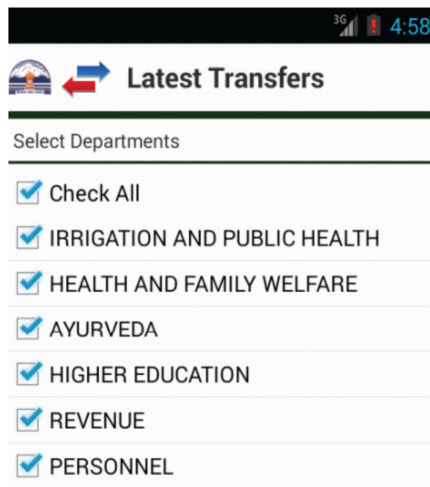 3G 4:58
Latest Transfers
Select Departments
Check All
IRRIGATION AND PUBLIC HEALTH
HEALTH AND FAMILY WELFARE
AYURVEDA
HIGHER EDUCATION
REVENUE
PERSONNEL